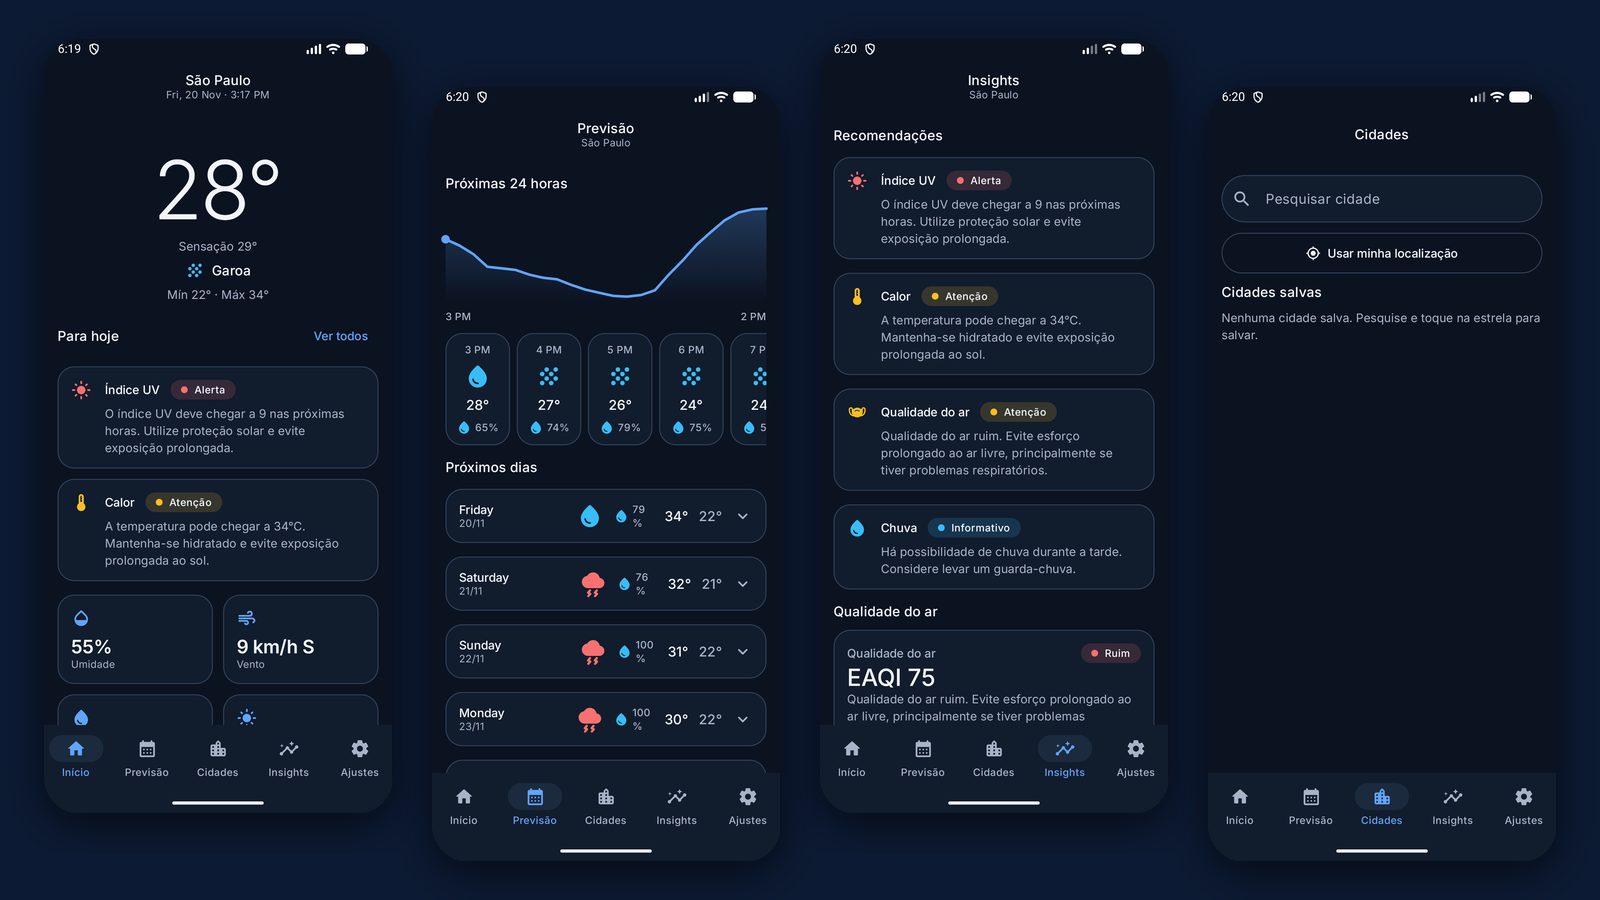 6:19
São Paulo
Fri, 20 Nov · 3:17 PM
28°
Sensação 29°
Garoa
Mín 22° · Máx 34°
Para hoje
Ver todos
Índice UV
Alerta
O índice UV deve chegar a 9 nas próximas
horas. Utilize proteção solar e evite
exposição prolongada.
Calor
Atenção
A temperatura pode chegar a 34°C.
Mantenha-se hidratado e evite exposição
prolongada ao sol.
55%
Umidade
9 km/h S
Vento
Início
Previsão
Cidades
Insights
Ajustes
6:20
Previsão
São Paulo
Próximas 24 horas
3 PM
2 PM
3 PM
28°
65%
4 PM
27°
74%
5 PM
26°
79%
6 PM
24°
75%
7 P
24
5
Próximos dias
Friday
20/11
79
%
34° 22°
Saturday
21/11
76
%
32° 21°
Sunday
22/11
100
%
31° 22°
Monday
23/11
100
%
30° 22°
Início
Previsão
Cidades
Insights
Ajustes
6:20
Insights
São Paulo
Recomendações
Índice UV
Alerta
O índice UV deve chegar a 9 nas próximas
horas. Utilize proteção solar e evite
exposição prolongada.
Calor
Atenção
A temperatura pode chegar a 34°C.
Mantenha-se hidratado e evite exposição
prolongada ao sol.
Qualidade do ar
Atenção
Qualidade do ar ruim. Evite esforço
prolongado ao ar livre, principalmente se
tiver problemas respiratórios.
Chuva
Informativo
Há possibilidade de chuva durante a tarde.
Considere levar um guarda-chuva.
Qualidade do ar
Qualidade do ar
Ruim
EAQI 75
Qualidade do ar ruim. Evite esforço prolongado ao
ar livre, principalmente se tiver problemas
Início
Previsão
Cidades
Insights
Ajustes
6:20
Cidades
Pesquisar cidade
Usar minha localização
Cidades salvas
Nenhuma cidade salva. Pesquise e toque na estrela para
salvar.
Início
Previsão
Cidades
Insights
Ajustes